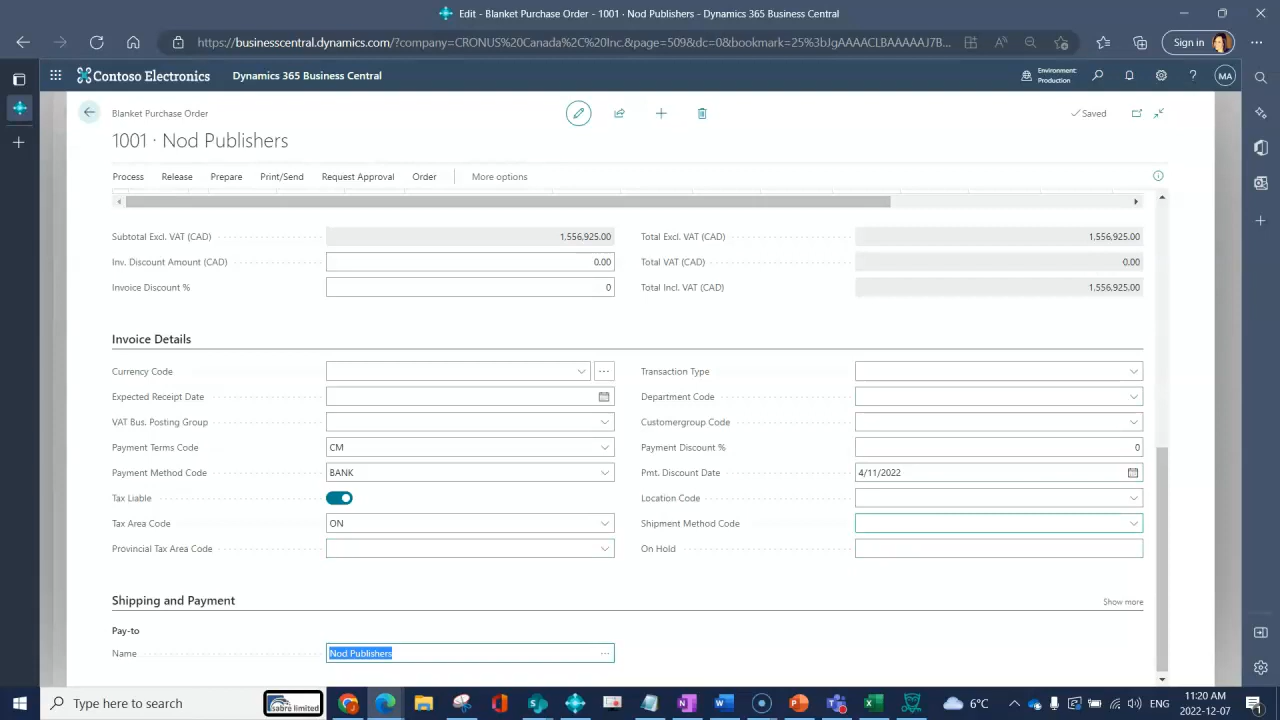 Edit - Blanket Purchase Order - 1001 · Nod Publishers - Dynamics 365 Business Central
https://businesscentral.dynamics.com/?company=CRONUS%20Canada%2C%20Inc.&page=509&dc=0&bookmark=25%3bJgAAAACLBAAAAAJ7B...
Sign in
Contoso Electronics
Dynamics 365 Business Central
Environment:
Production
MA
Blanket Purchase Order
Saved
1001 · Nod Publishers
Process Release Prepare Print/Send Request Approval Order More options
Subtotal Excl. VAT (CAD) 1,556,925.00 Total Excl. VAT (CAD) 1,556,925.00
Inv. Discount Amount (CAD) 0.00 Total VAT (CAD) 0.00
Invoice Discount % 0 Total Incl. VAT (CAD) 1,556,925.00
Invoice Details
Currency Code Transaction Type
Expected Receipt Date Department Code
VAT Bus. Posting Group Customergroup Code
Payment Terms Code CM Payment Discount % 0
Payment Method Code BANK Pmt. Discount Date 4/11/2022
Tax Liable Location Code
Tax Area Code ON Shipment Method Code
Provincial Tax Area Code On Hold
Shipping and Payment Show more
Pay-to
Name Nod Publishers
Type here to search
sabre limited
6°C
ENG
11:20 AM
2022-12-07